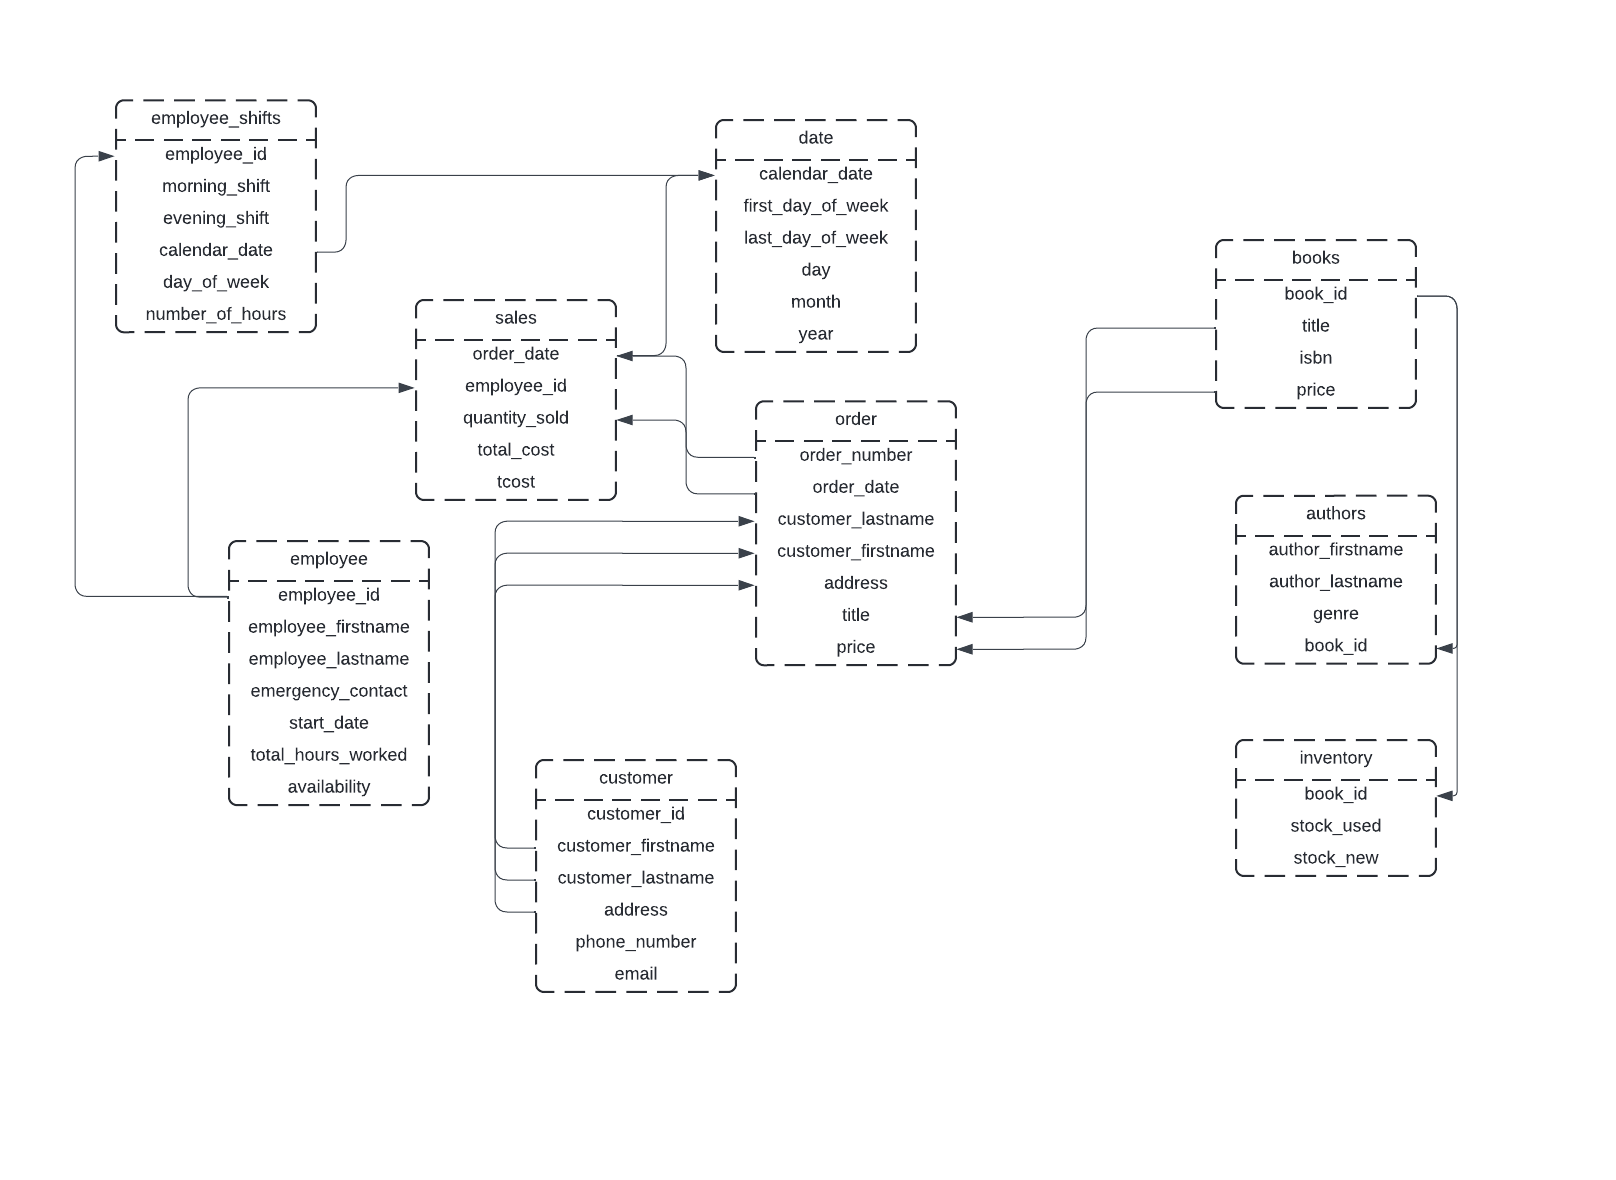 employee_shifts
employee_id
morning_shift
evening_shift
calendar_date
day_of_week
number_of_hours
date
calendar_date
first_day_of_week
last_day_of_week
day
month
year
books
book_id
title
isbn
price
sales
order_date
employee_id
quantity_sold
total_cost
tcost
order
order_number
order_date
customer_lastname
customer_firstname
address
title
price
authors
author_firstname
author_lastname
genre
book_id
employee
employee_id
employee_firstname
employee_lastname
emergency_contact
start_date
total_hours_worked
availability
customer
customer_id
customer_firstname
customer_lastname
address
phone_number
email
inventory
book_id
stock_used
stock_new